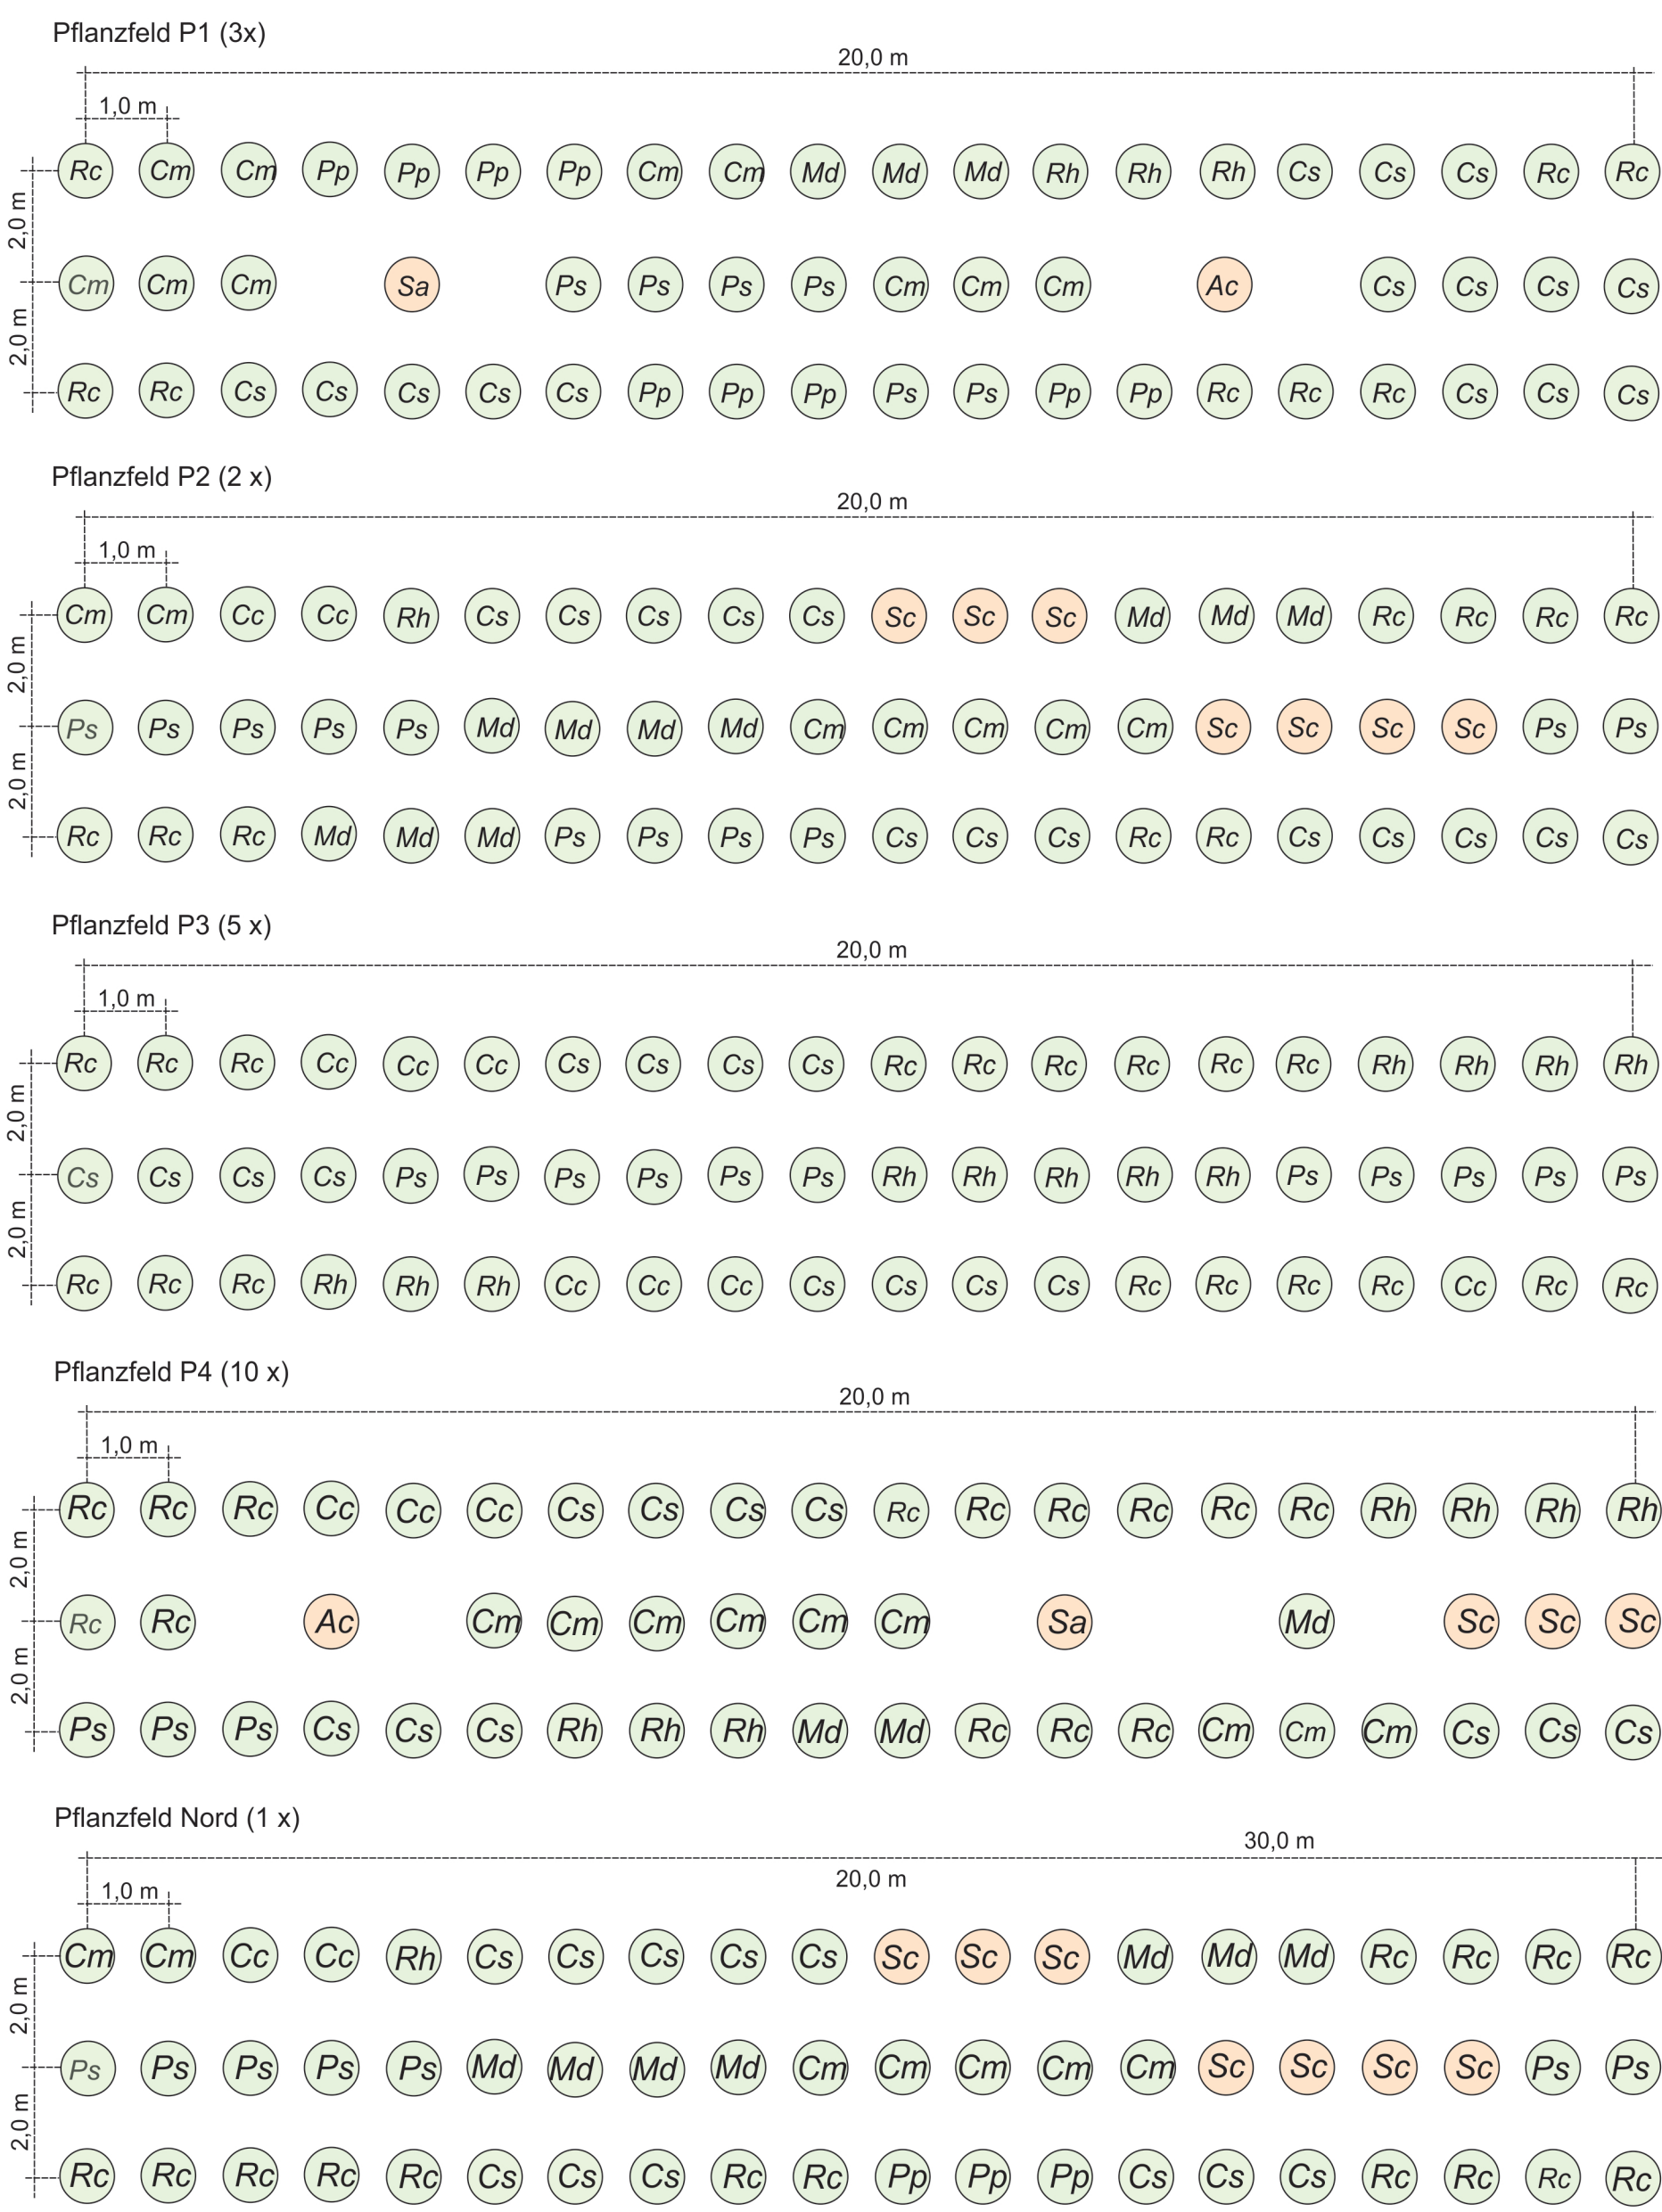 Pflanzfeld P1 (3x)
20,0 m
1,0 m
Rc Cm Cm Pp Pp Pp Pp Cm Cm Md Md Md Rh Rh Rh Cs Cs Cs Rc Rc
2,0 m
Cm Cm Cm Sa Ps Ps Ps Ps Cm Cm Cm Ac Cs Cs Cs Cs
2,0 m
Rc Rc Cs Cs Cs Cs Cs Pp Pp Pp Ps Ps Pp Pp Rc Rc Rc Cs Cs Cs
Pflanzfeld P2 (2 x)
20,0 m
1,0 m
Cm Cm Cc Cc Rh Cs Cs Cs Cs Cs Sc Sc Sc Md Md Md Rc Rc Rc Rc
2,0 m
Ps Ps Ps Ps Ps Md Md Md Md Cm Cm Cm Cm Cm Sc Sc Sc Sc Ps Ps
2,0 m
Rc Rc Rc Md Md Md Ps Ps Ps Ps Cs Cs Cs Rc Rc Cs Cs Cs Cs Cs
Pflanzfeld P3 (5 x)
20,0 m
1,0 m
Rc Rc Rc Cc Cc Cc Cs Cs Cs Cs Rc Rc Rc Rc Rc Rc Rh Rh Rh Rh
2,0 m
Cs Cs Cs Cs Ps Ps Ps Ps Ps Ps Rh Rh Rh Rh Rh Ps Ps Ps Ps Ps
2,0 m
Rc Rc Rc Rh Rh Rh Cc Cc Cc Cs Cs Cs Cs Rc Rc Rc Rc Cc Rc Rc
Pflanzfeld P4 (10 x)
20,0 m
1,0 m
Rc Rc Rc Cc Cc Cc Cs Cs Cs Cs Rc Rc Rc Rc Rc Rc Rh Rh Rh Rh
2,0 m
Rc Rc Ac Cm Cm Cm Cm Cm Cm Sa Md Sc Sc Sc
2,0 m
Ps Ps Ps Cs Cs Cs Rh Rh Rh Md Md Rc Rc Rc Cm Cm Cm Cs Cs Cs
Pflanzfeld Nord (1 x)
30,0 m
20,0 m
1,0 m
Cm Cm Cc Cc Rh Cs Cs Cs Cs Cs Sc Sc Sc Md Md Md Rc Rc Rc Rc
2,0 m
Ps Ps Ps Ps Ps Md Md Md Md Cm Cm Cm Cm Cm Sc Sc Sc Sc Ps Ps
2,0 m
Rc Rc Rc Rc Rc Cs Cs Cs Rc Rc Pp Pp Pp Cs Cs Cs Rc Rc Rc Rc